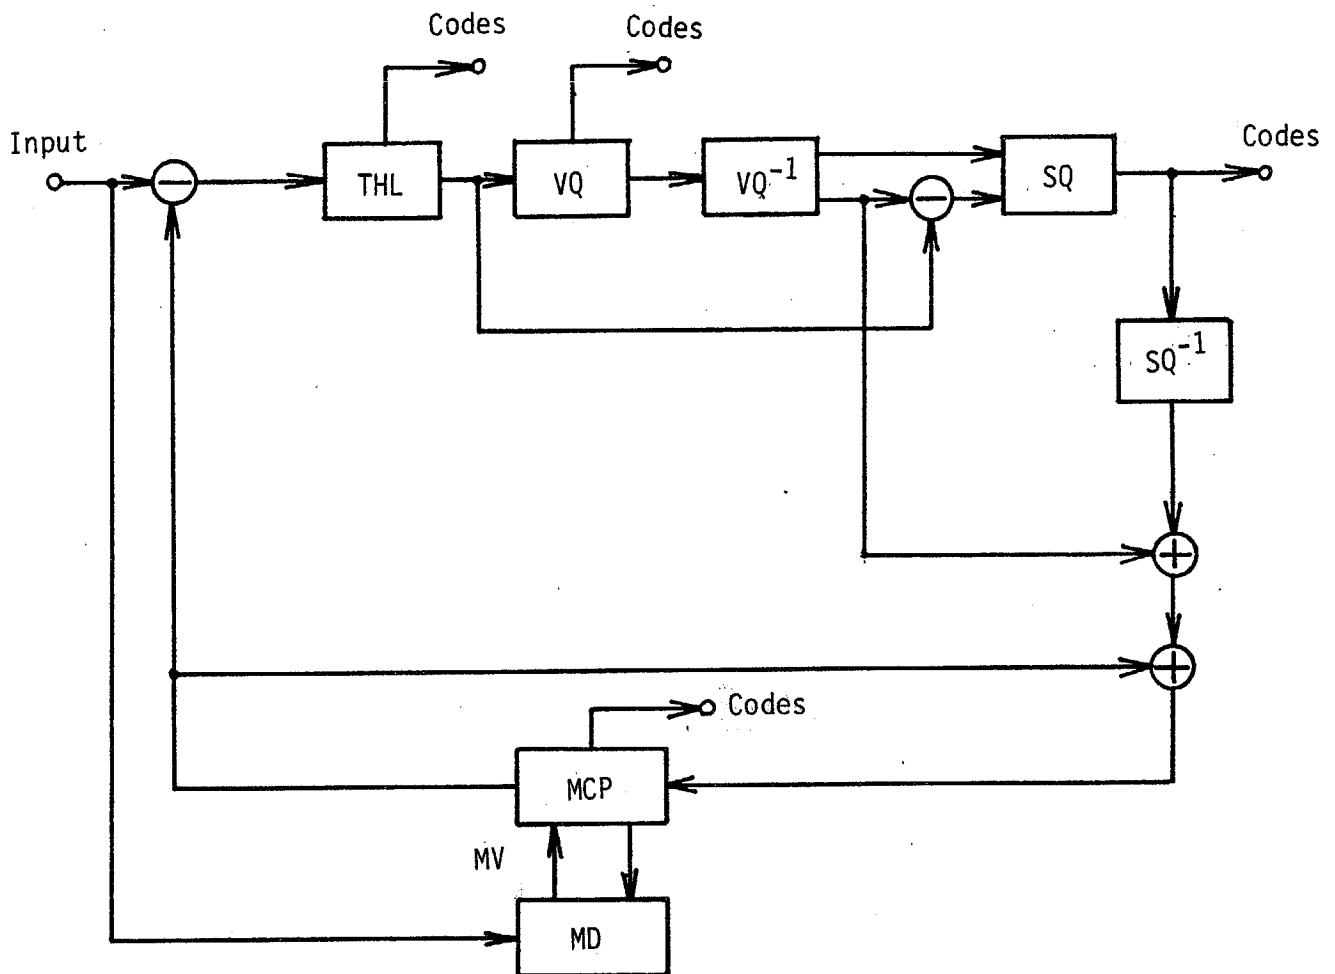 Codes
Codes
Input
Codes
THL
VQ
VQ⁻¹
SQ
SQ⁻¹
Codes
MCP
MV
MD